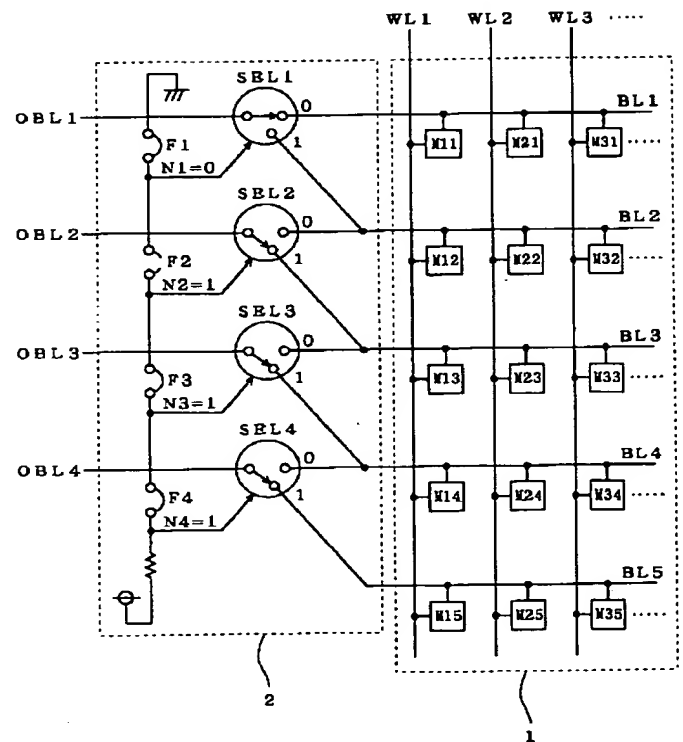 WL1 WL2 WL3 ·····
SBL1
OBL1 0 BL1
F1 1 M11 M21 M31 ·····
N1=0
SBL2
OBL2 0 BL2
F2 1 M12 M22 M32 ·····
N2=1
SBL3
OBL3 0 BL3
F3 1 M13 M23 M33 ·····
N3=1
SBL4
OBL4 0 BL4
F4 1 M14 M24 M34 ·····
N4=1
BL5
M15 M25 M35 ·····
2
1